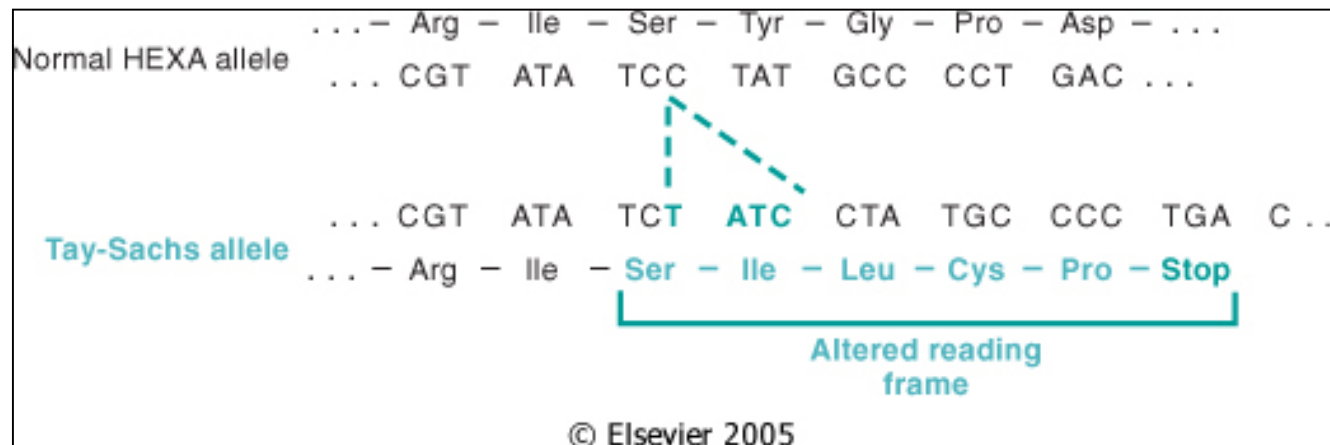 . . . – Arg – Ile – Ser – Tyr – Gly – Pro – Asp – . . .
Normal HEXA allele
. . . CGT ATA TCC TAT GCC CCT GAC . . .
. . . CGT ATA TCT ATC CTA TGC CCC TGA C . .
Tay-Sachs allele
. . . – Arg – Ile – Ser – Ile – Leu – Cys – Pro – Stop
Altered reading
frame
© Elsevier 2005